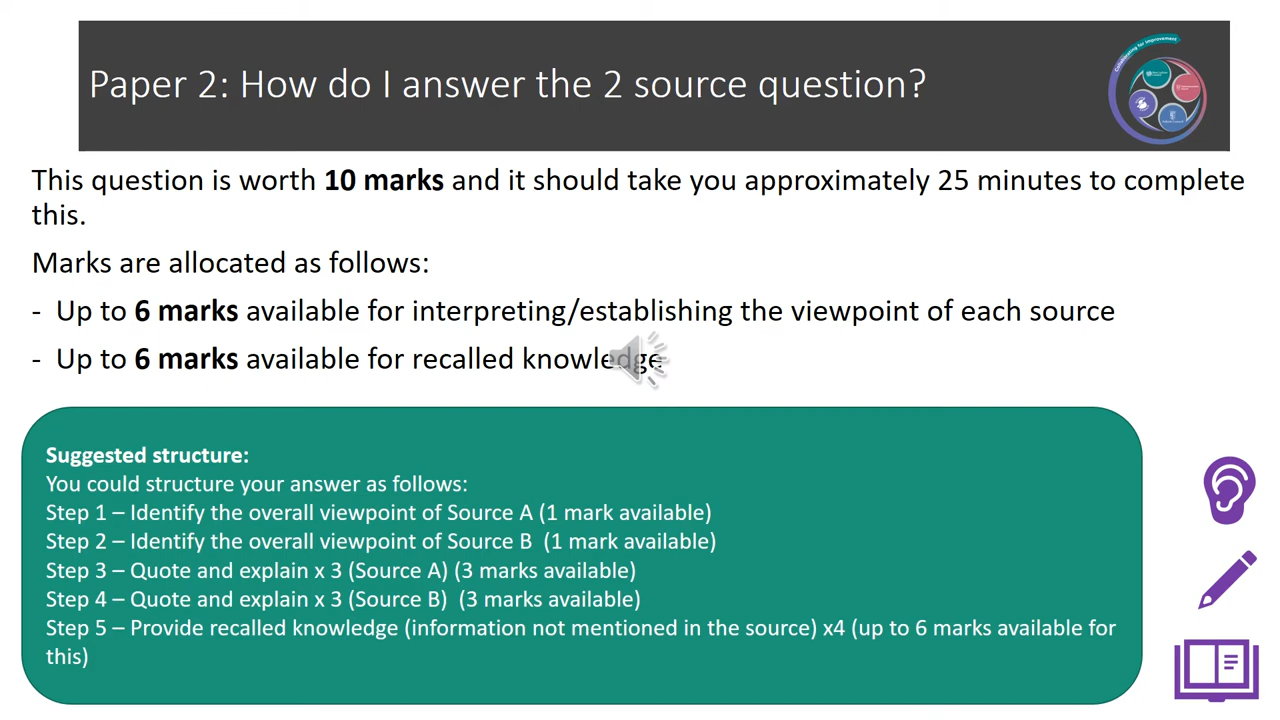 Paper 2: How do I answer the 2 source question?
Collaborating for improvement
This question is worth 10 marks and it should take you approximately 25 minutes to complete
this.
Marks are allocated as follows:
- Up to 6 marks available for interpreting/establishing the viewpoint of each source
- Up to 6 marks available for recalled knowledge
Suggested structure:
You could structure your answer as follows:
Step 1 – Identify the overall viewpoint of Source A (1 mark available)
Step 2 – Identify the overall viewpoint of Source B (1 mark available)
Step 3 – Quote and explain x 3 (Source A) (3 marks available)
Step 4 – Quote and explain x 3 (Source B) (3 marks available)
Step 5 – Provide recalled knowledge (information not mentioned in the source) x4 (up to 6 marks available for
this)